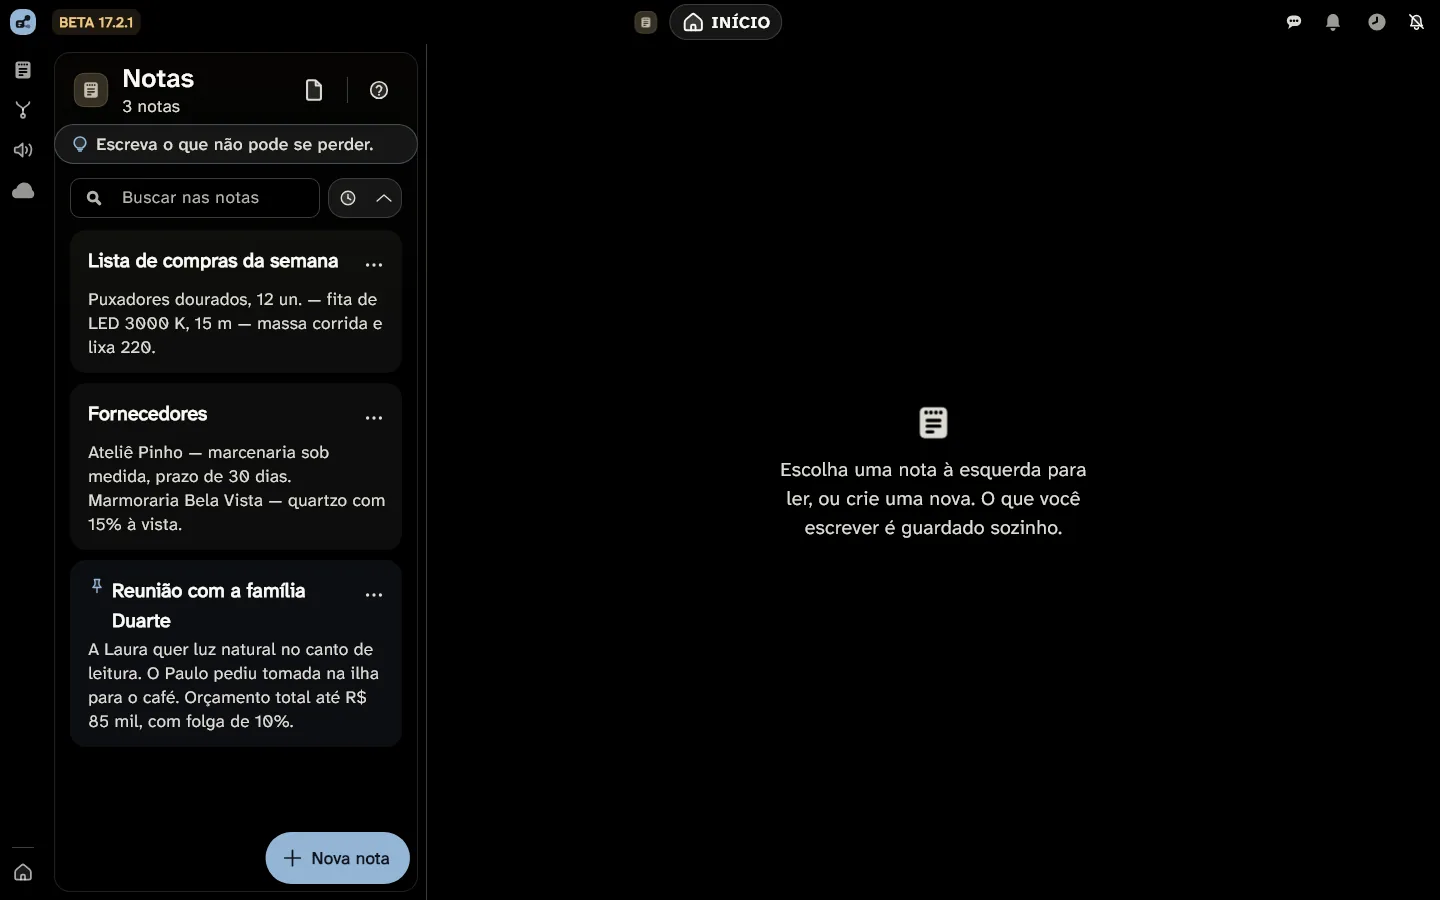 BETA 17.2.1
INÍCIO
Notas
3 notas
Escreva o que não pode se perder.
Buscar nas notas
Lista de compras da semana
Puxadores dourados, 12 un. — fita de
LED 3000 K, 15 m — massa corrida e
lixa 220.
Fornecedores
Ateliê Pinho — marcenaria sob
medida, prazo de 30 dias.
Marmoraria Bela Vista — quartzo com
15% à vista.
Reunião com a família
Duarte
A Laura quer luz natural no canto de
leitura. O Paulo pediu tomada na ilha
para o café. Orçamento total até R$
85 mil, com folga de 10%.
Nova nota
Escolha uma nota à esquerda para
ler, ou crie uma nova. O que você
escrever é guardado sozinho.